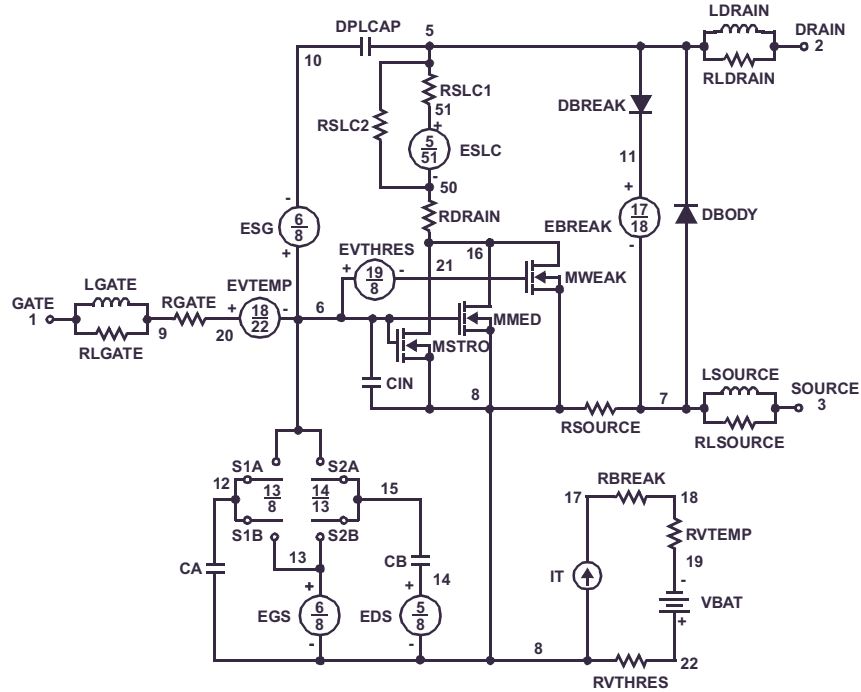 LDRAIN
DPLCAP 5 DRAIN
10 2
RSLC1 RLDRAIN
51 DBREAK
RSLC2 +
5
51 ESLC
- 11
50
- RDRAIN +
6
8 ESG 17
18 EBREAK DBODY
+ EVTHRES 16 -
+ 19
8 - 21 MWEAK
LGATE EVTEMP
GATE RGATE + 18
22 - 6 MMED
1 9 20 MSTRO
RLGATE
CIN 8 7 LSOURCE SOURCE
3
RSOURCE RLSOURCE
S1A S2A
12 13
8 14
13 15
S1B S2B
13
CA CB
+ + 14
EGS 6
8 EDS 5
8
- -
RBREAK
17 18
RVTEMP
19
IT -
VBAT
+
8 22
RVTHRES